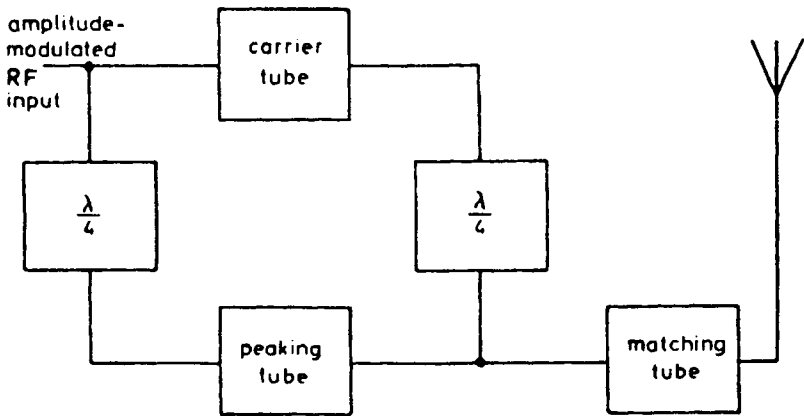 amplitude-
modulated
RF
input
carrier
tube
λ/4
λ/4
peaking
tube
matching
tube